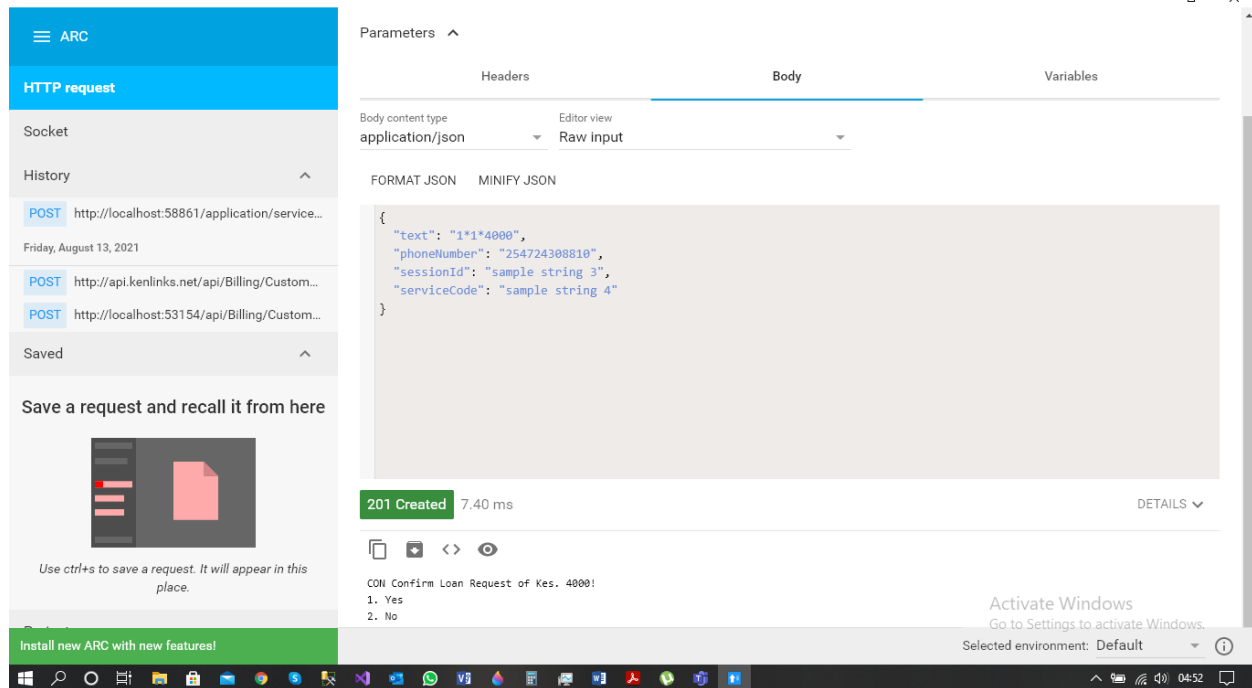 ARC
HTTP request
Socket
History
POST http://localhost:58861/application/service...
Friday, August 13, 2021
POST http://api.kenlinks.net/api/Billing/Custom...
POST http://localhost:53154/api/Billing/Custom...
Saved
Save a request and recall it from here
Use ctrl+s to save a request. It will appear in this
place.
Install new ARC with new features!
Parameters
Headers Body Variables
Body content type Editor view
application/json Raw input
FORMAT JSON MINIFY JSON
{
"text": "1*1*4000",
"phoneNumber": "254724308810",
"sessionId": "sample string 3",
"serviceCode": "sample string 4"
}
201 Created 7.40 ms DETAILS
CON Confirm Loan Request of Kes. 4000!
1. Yes
2. No
Activate Windows
Go to Settings to activate Windows.
Selected environment: Default
04:52